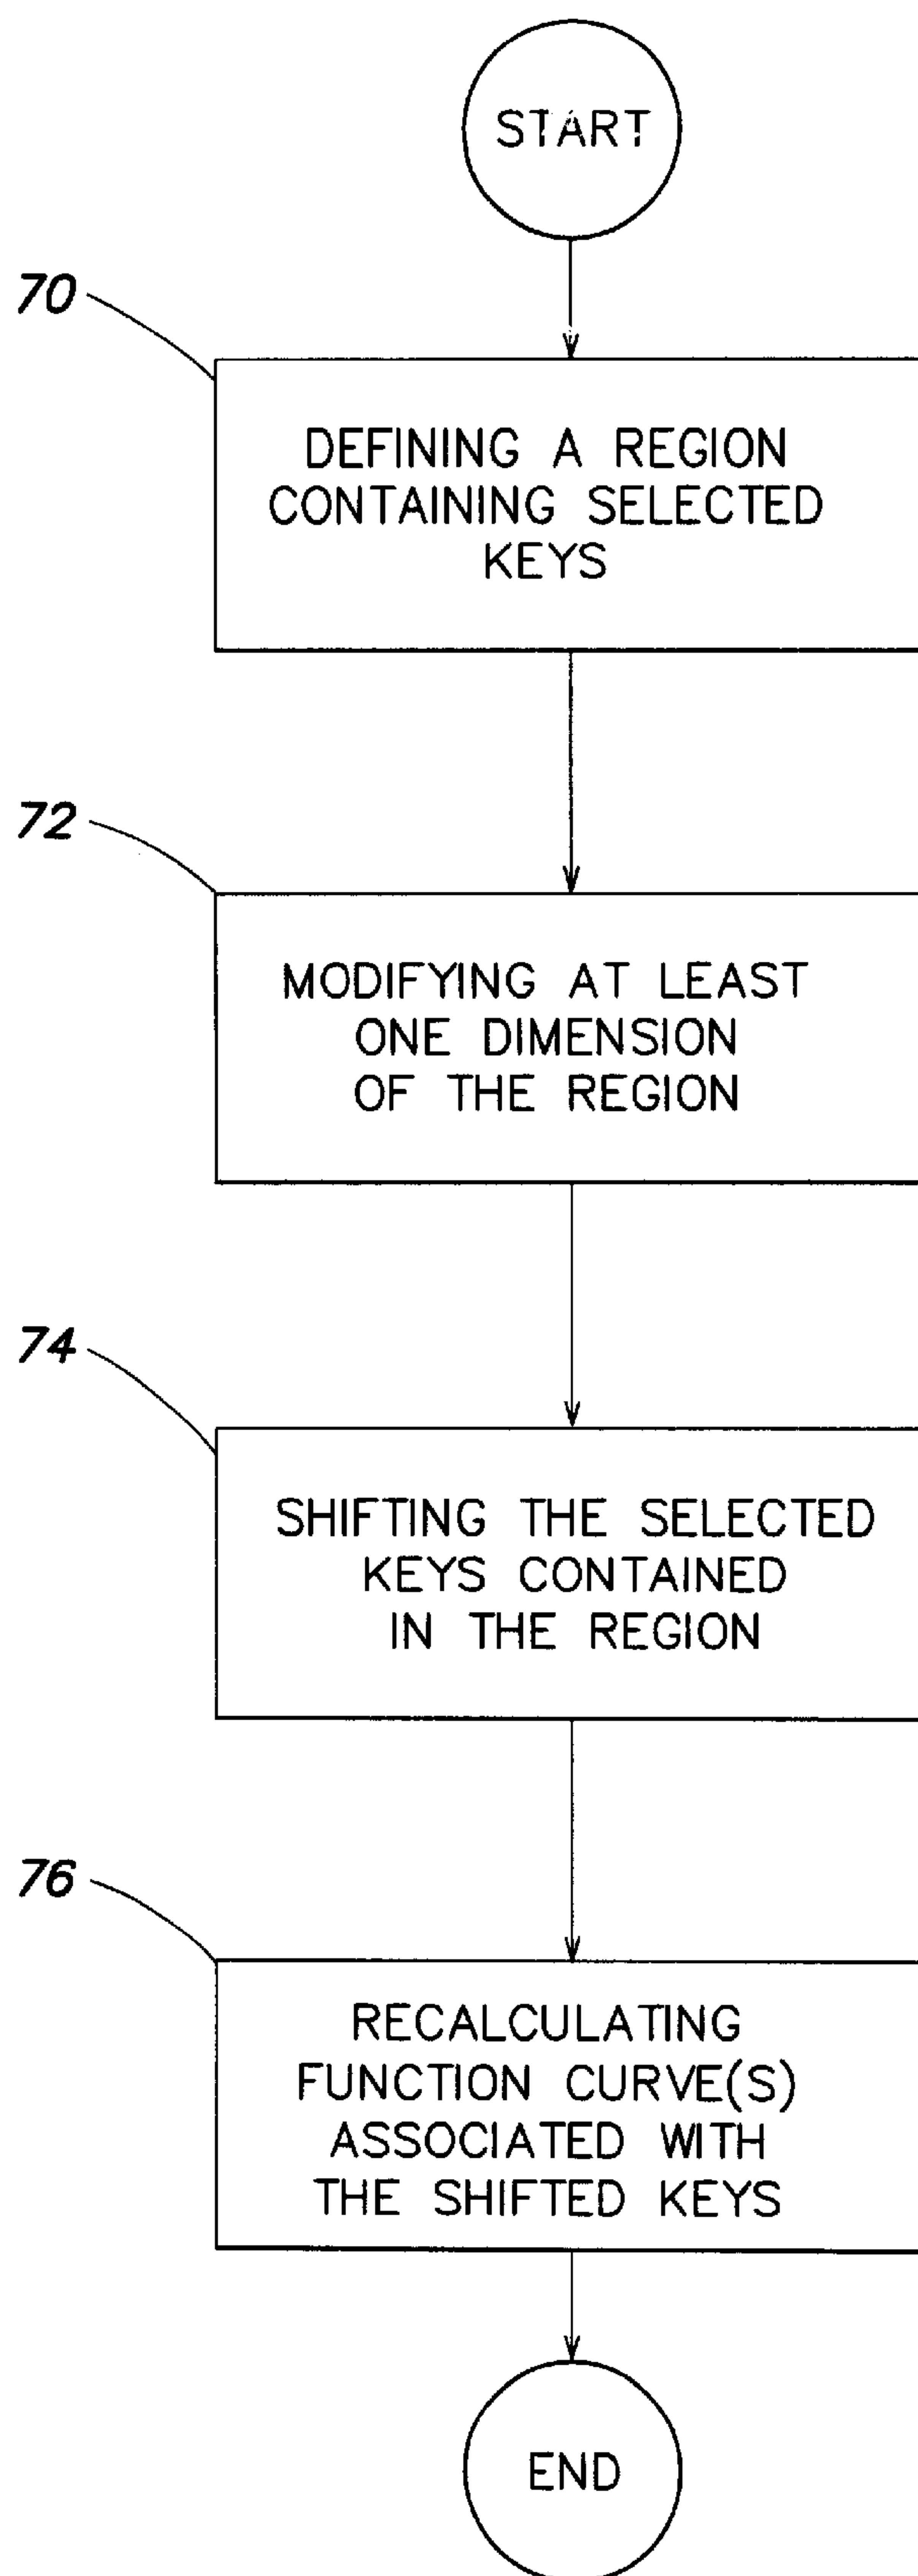 START
70
DEFINING A REGION
CONTAINING SELECTED
KEYS
72
MODIFYING AT LEAST
ONE DIMENSION
OF THE REGION
74
SHIFTING THE SELECTED
KEYS CONTAINED
IN THE REGION
76
RECALCULATING
FUNCTION CURVE(S)
ASSOCIATED WITH
THE SHIFTED KEYS
END